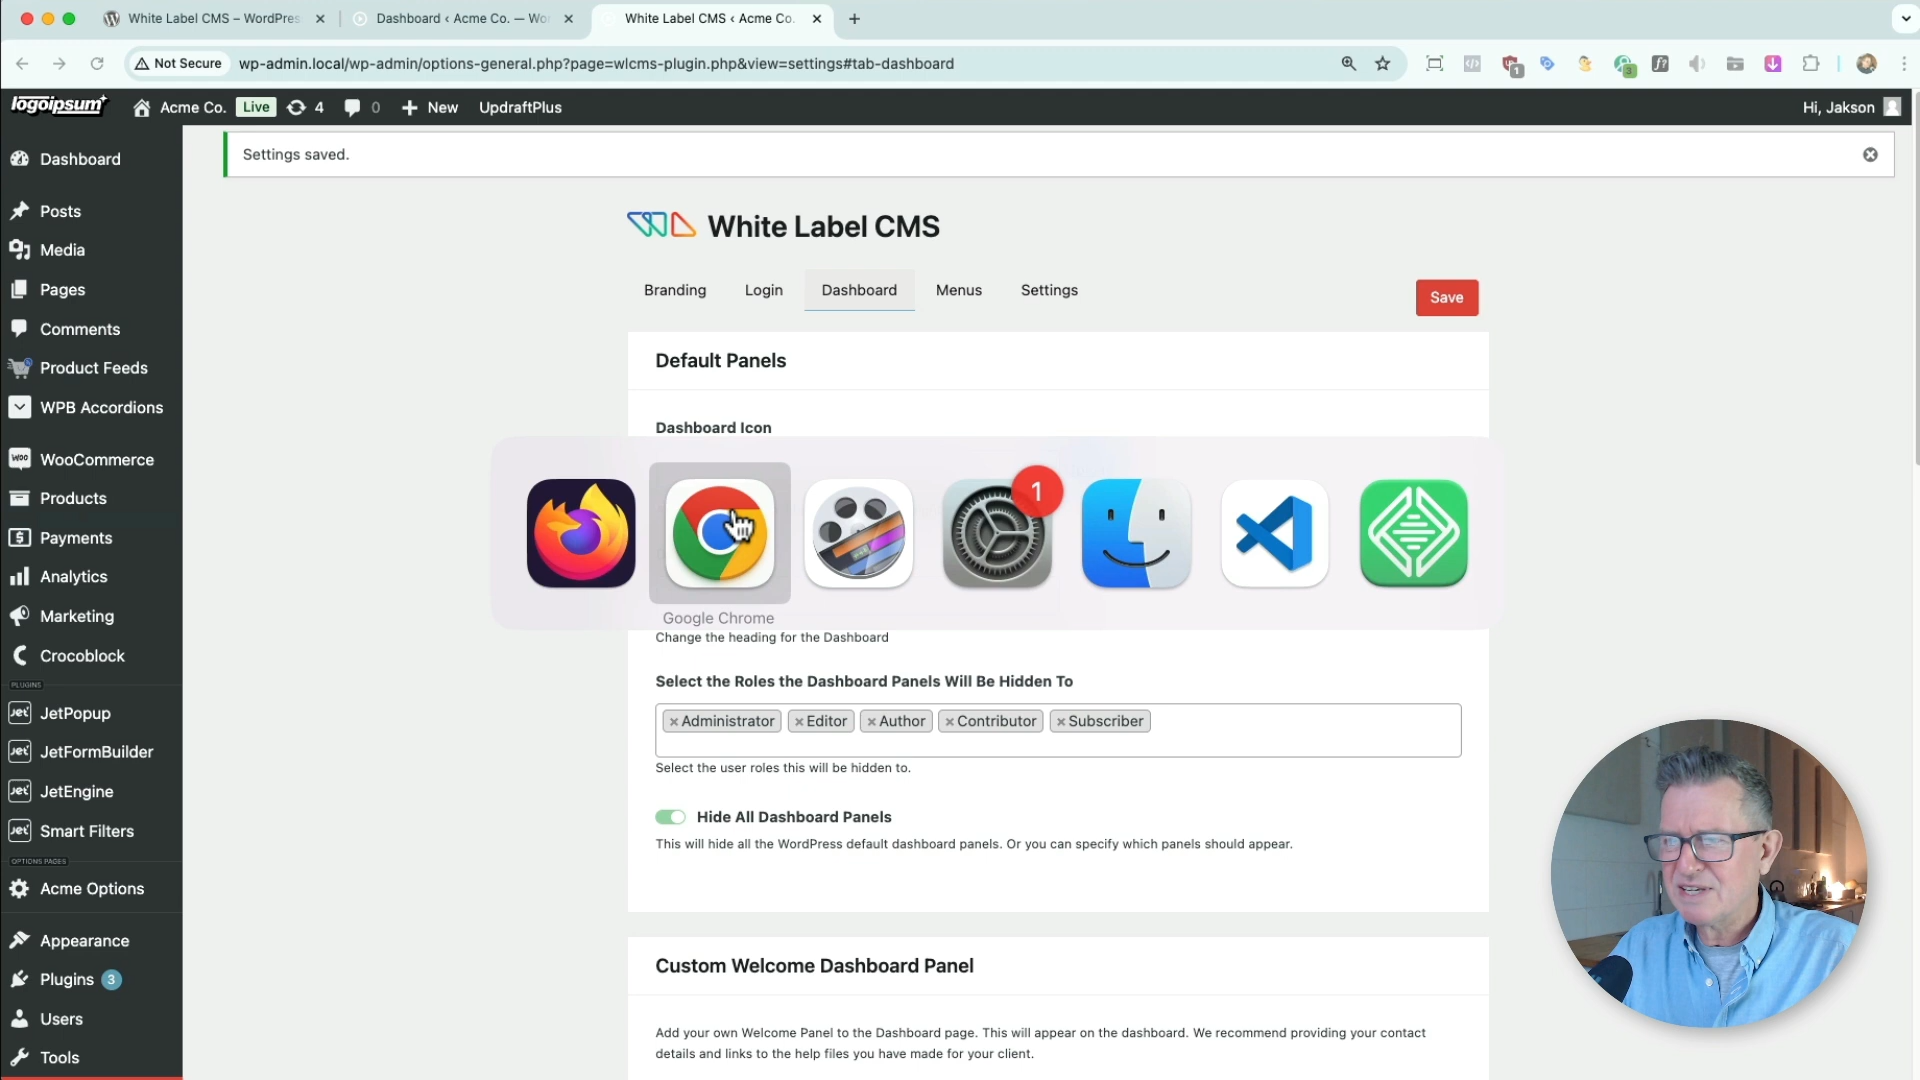 White Label CMS – WordPress
Dashboard ‹ Acme Co. — Wo
White Label CMS ‹ Acme Co.
Not Secure
wp-admin.local/wp-admin/options-general.php?page=wlcms-plugin.php&view=settings#tab-dashboard
1
3
f?
logoipsum
Acme Co.
Live
4
0
New
UpdraftPlus
Hi, Jakson
Dashboard
Posts
Media
Pages
Comments
Product Feeds
WPB Accordions
WooCommerce
Products
Payments
Analytics
Marketing
Crocoblock
PLUGINS
JetPopup
JetFormBuilder
JetEngine
Smart Filters
OPTIONS PAGES
Acme Options
Appearance
Plugins 3
Users
Tools
Settings saved.
White Label CMS
Branding
Login
Dashboard
Menus
Settings
Save
Default Panels
Dashboard Icon
1
Google Chrome
Change the heading for the Dashboard
Select the Roles the Dashboard Panels Will Be Hidden To
× Administrator × Editor × Author × Contributor × Subscriber
Select the user roles this will be hidden to.
Hide All Dashboard Panels
This will hide all the WordPress default dashboard panels. Or you can specify which panels should appear.
Custom Welcome Dashboard Panel
Add your own Welcome Panel to the Dashboard page. This will appear on the dashboard. We recommend providing your contact
details and links to the help files you have made for your client.